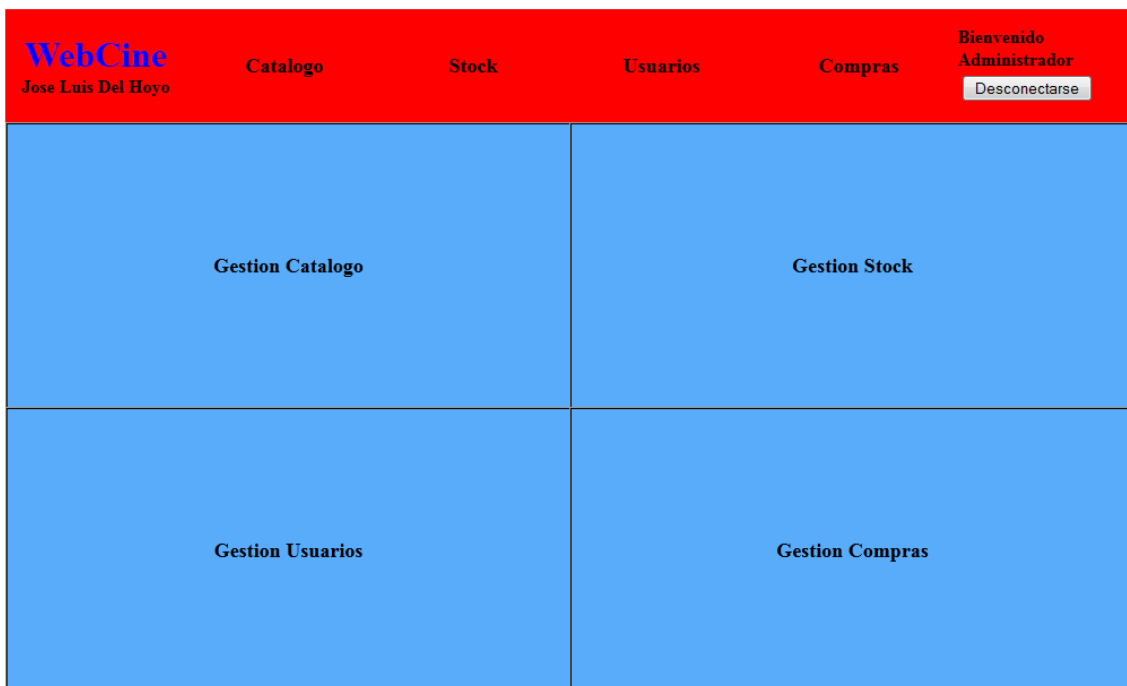 WebCine
Jose Luis Del Hoyo
Catalogo
Stock
Usuarios
Compras
Bienvenido
Administrador
Desconectarse
Gestion Catalogo
Gestion Stock
Gestion Usuarios
Gestion Compras